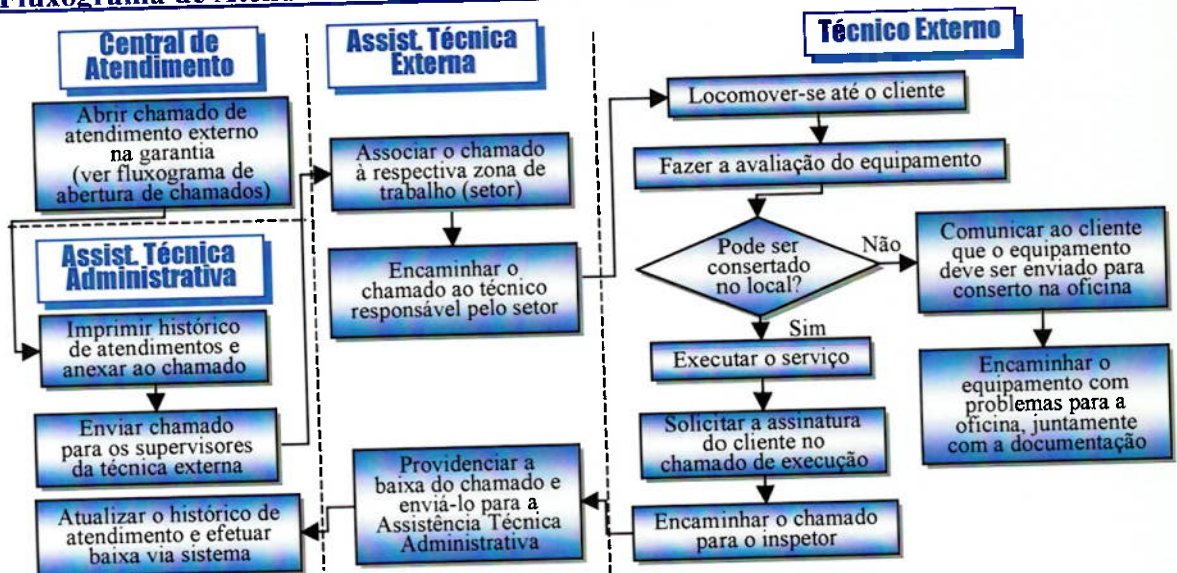 Fluxograma de
Central de
Atendimento
Abrir chamado de
atendimento externo
na garantia
(ver fluxograma de
abertura de chamados)
Assist. Técnica
Administrativa
Imprimir histórico
de atendimentos e
anexar ao chamado
Enviar chamado
para os supervisores
da técnica externa
Atualizar o histórico de
atendimento e efetuar
baixa via sistema
Assist. Técnica
Externa
Associar o chamado
à respectiva zona de
trabalho (setor)
Encaminhar o
chamado ao técnico
responsável pelo setor
Providenciar a
baixa do chamado e
enviá-lo para a
Assistência Técnica
Administrativa
Técnico Externo
Locomover-se até o cliente
Fazer a avaliação do equipamento
Pode ser
consertado
no local?
Não
Sim
Comunicar ao cliente
que o equipamento
deve ser enviado para
conserto na oficina
Encaminhar o
equipamento com
problemas para a
oficina, juntamente
com a documentação
Executar o serviço
Solicitar a assinatura
do cliente no
chamado de execução
Encaminhar o chamado
para o inspetor